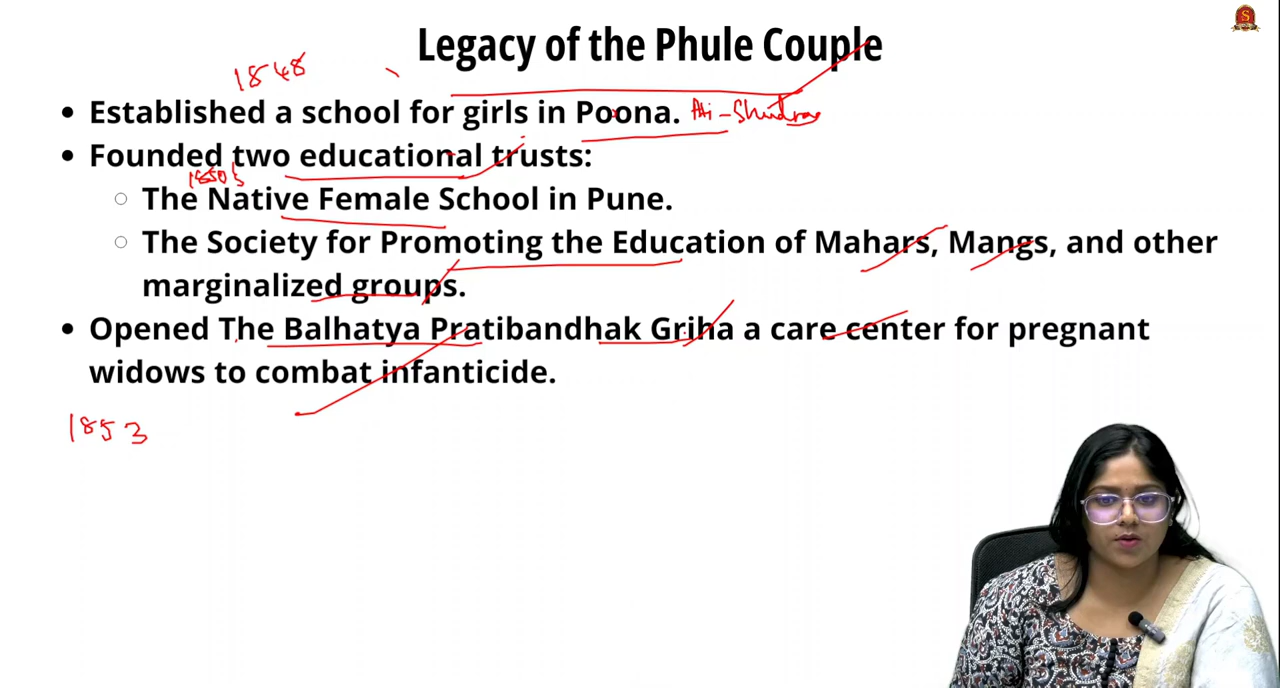 Legacy of the Phule Couple
1848
• Established a school for girls in Poona. Ati-Shudras
• Founded two educational trusts:
1850s
○ The Native Female School in Pune.
○ The Society for Promoting the Education of Mahars, Mangs, and other
marginalized groups.
• Opened The Balhatya Pratibandhak Griha a care center for pregnant
widows to combat infanticide.
1853